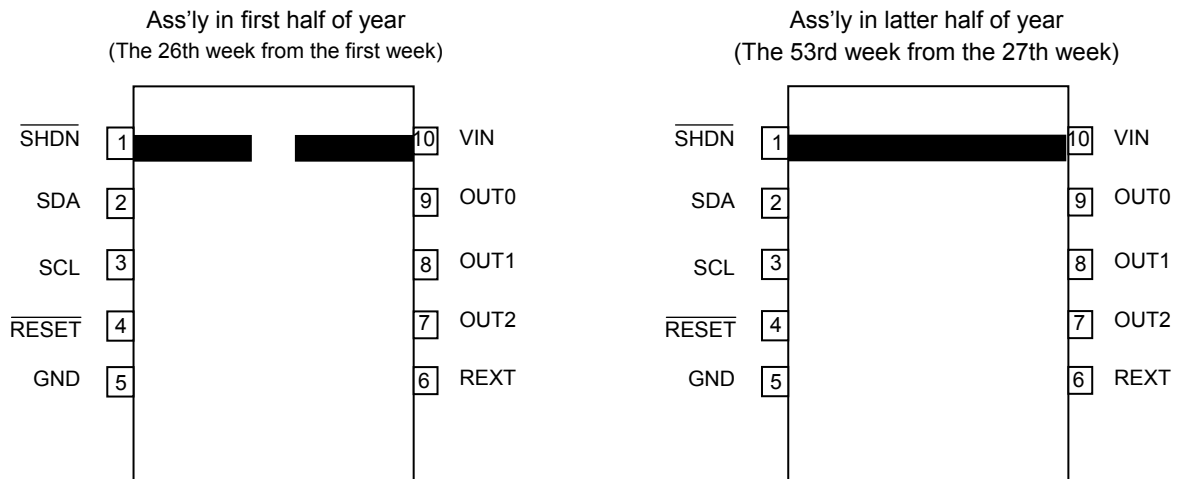 Ass’ly in first half of year
(The 26th week from the first week)
SHDN 1 10 VIN
SDA 2 9 OUT0
SCL 3 8 OUT1
RESET 4 7 OUT2
GND 5 6 REXT
Ass’ly in latter half of year
(The 53rd week from the 27th week)
SHDN 1 10 VIN
SDA 2 9 OUT0
SCL 3 8 OUT1
RESET 4 7 OUT2
GND 5 6 REXT